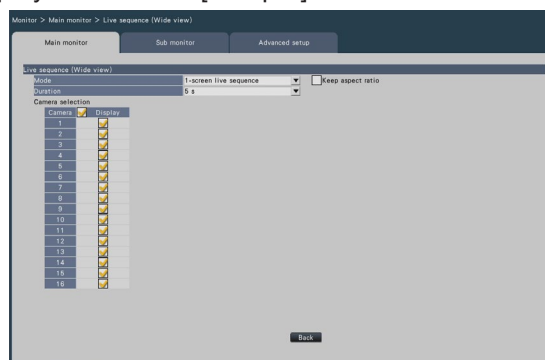 Monitor > Main monitor > Live sequence (Wide view)
Main monitor Sub monitor Advanced setup
Live sequence (Wide view)
Mode 1-screen live sequence Keep aspect ratio
Duration 5 s
Camera selection
Camera Display
1
2
3
4
5
6
7
8
9
10
11
12
13
14
15
16
Back